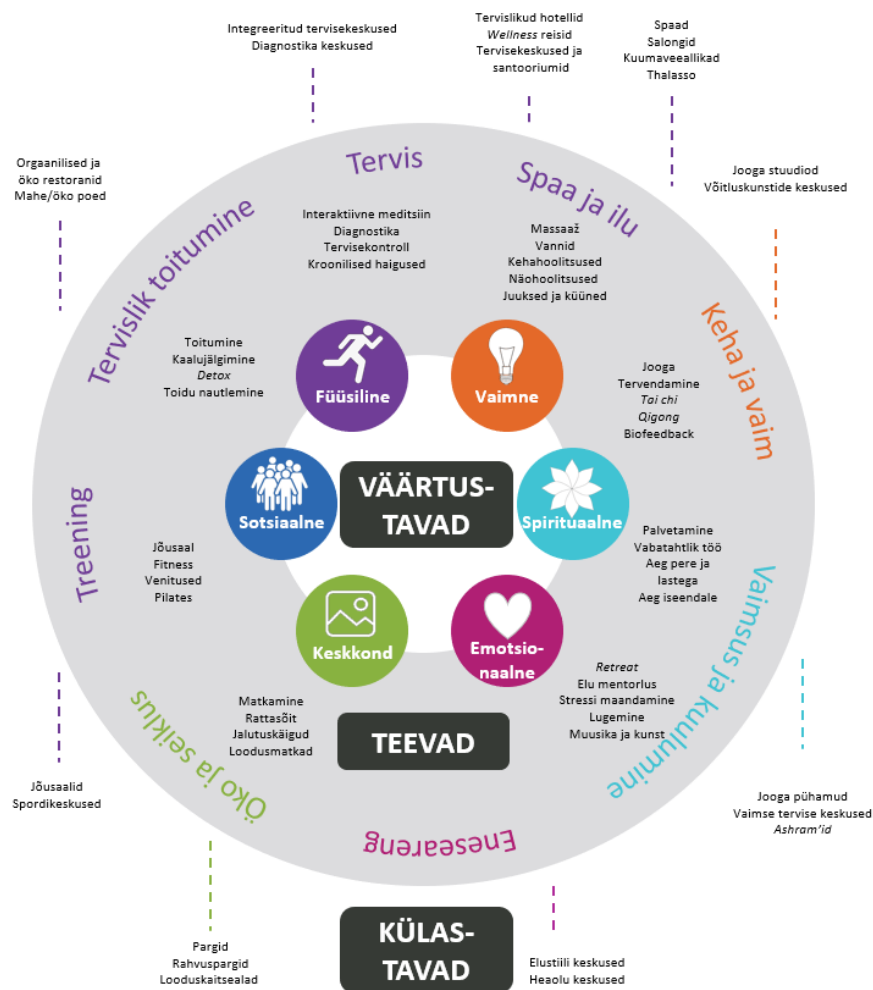 Integreeritud tervisekeskused
Diagnostika keskused
Tervislikud hotellid
Wellness reisid
Tervisekeskused ja
santooriumid
Spaad
Salongid
Kuumaveeallikad
Thalasso
Orgaanilised ja
öko restoranid
Mahe/öko poed
Jooga stuudiod
Võitluskunstide keskused
Tervis
Spaa ja ilu
Tervislik toitumine
Keha ja vaim
Interaktiivne meditsiin
Diagnostika
Tervisekontroll
Kroonilised haigused
Massaaž
Vannid
Kehahoolitsused
Näohoolitsused
Juuksed ja küüned
Toitumine
Kaalujälgimine
Detox
Toidu nautlemine
Jooga
Tervendamine
Tai chi
Qigong
Biofeedback
Füüsiline
Vaimne
Sotsiaalne
VÄÄRTUS-
TAVAD
Spirituaalne
Keskkond
Emotsio-
naalne
Treening
Jõusaal
Fitness
Venitused
Pilates
Palvetamine
Vabatahtlik töö
Aeg pere ja
lastega
Aeg iseendale
Vaimsus ja kuulumine
Retreat
Elu mentorlus
Stressi maandamine
Lugemine
Muusika ja kunst
Matkamine
Rattasõit
Jalutuskäigud
Loodusmatkad
TEEVAD
Öko ja seiklus
Eneseareng
Jõusaalid
Spordikeskused
Jooga pühamud
Vaimse tervise keskused
Ashram'id
KÜLAS-
TAVAD
Pargid
Rahvuspargid
Looduskaitsealad
Elustiili keskused
Heaolu keskused